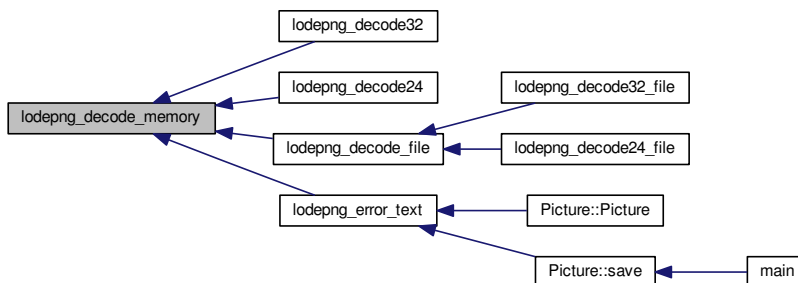 lodepng_decode32
lodepng_decode24
lodepng_decode32_file
lodepng_decode_memory
lodepng_decode_file
lodepng_decode24_file
lodepng_error_text
Picture::Picture
Picture::save
main